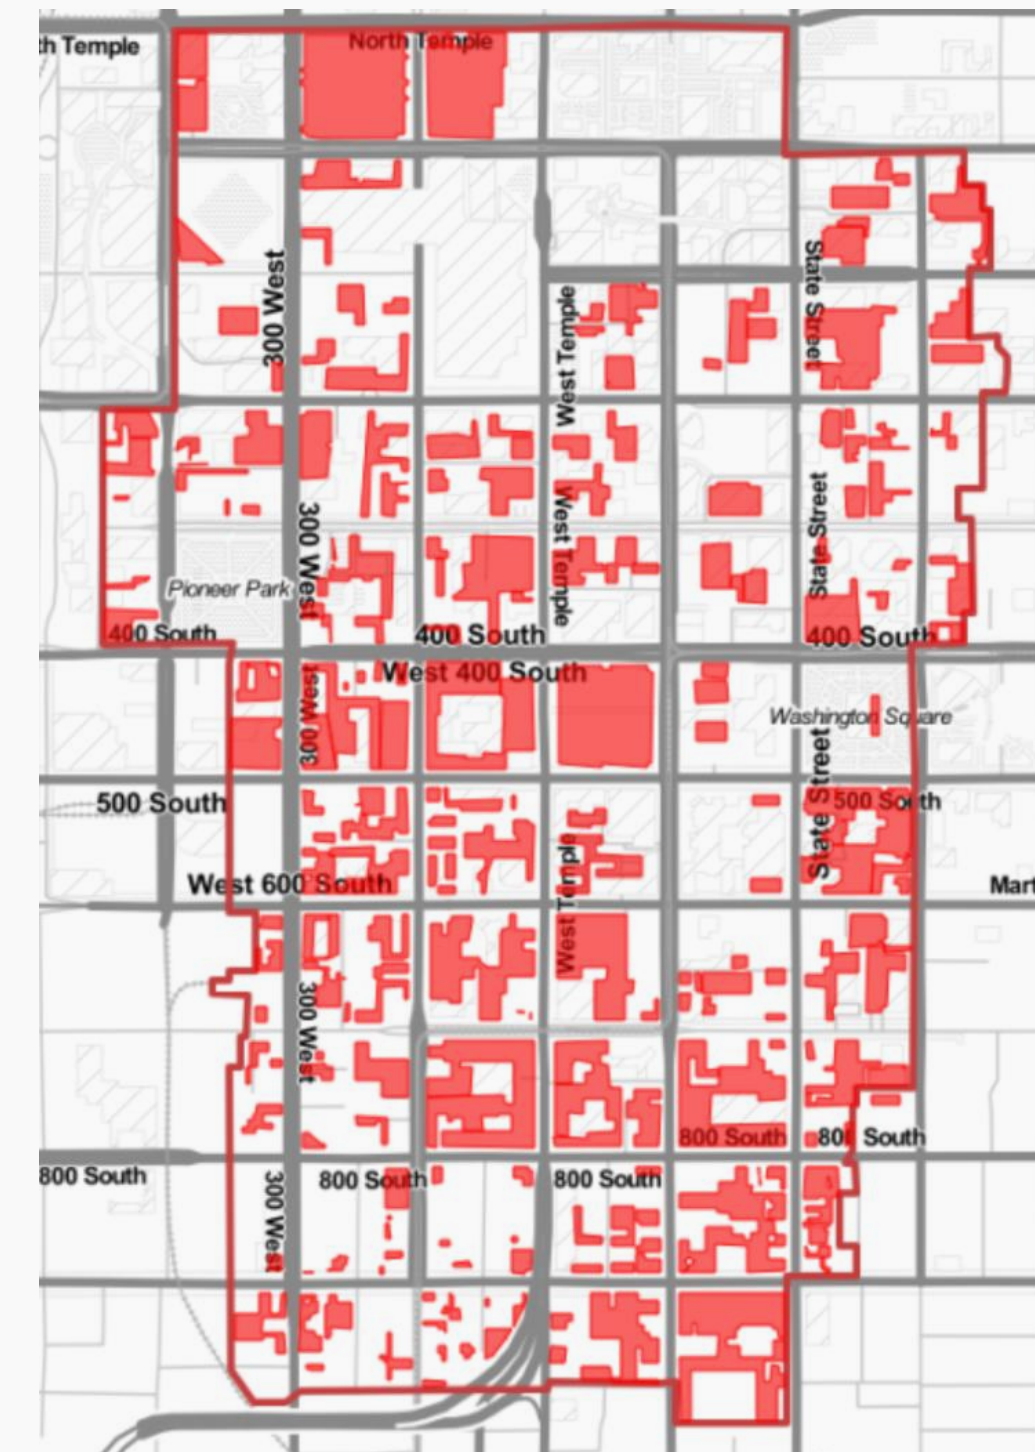 th Temple
North Temple
300 West
State Street
West Temple
300 West
West Temple
State Street
Pioneer Park
400 South
400 South
400 South
West 400 South
300 West
Washington Square
State Street
500 South
500 South
West 600 South
Mart
West Temple
300 West
800 South
800 South
800 South
800 South
800 South
300 West